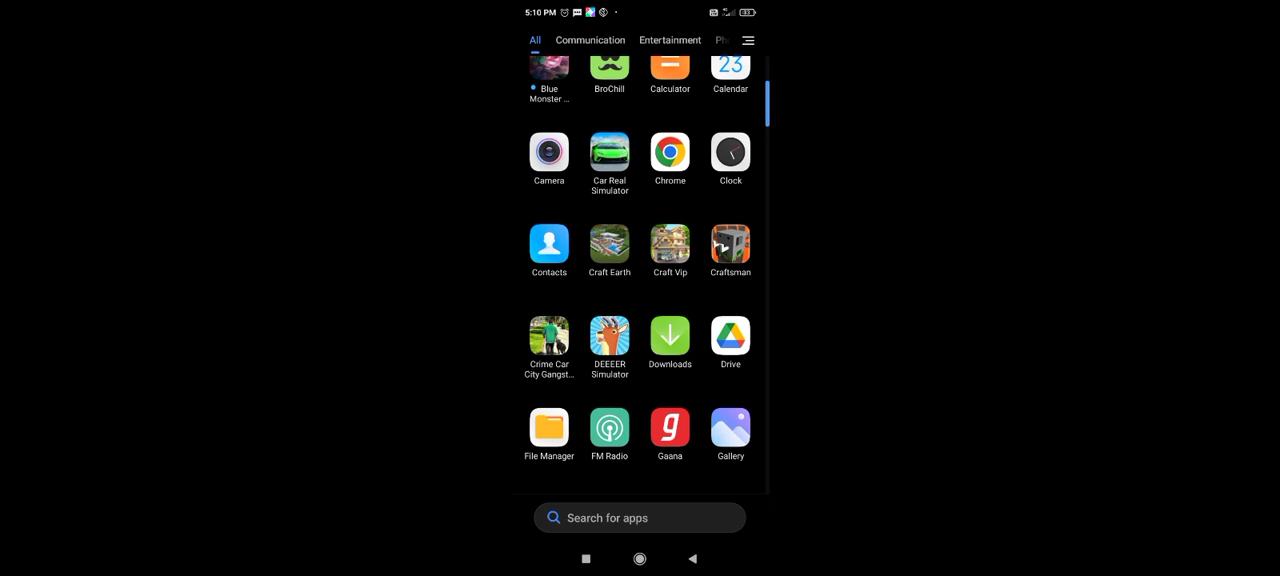 5:10 PM
33
All Communication Entertainment Ph
23
Blue
Monster ...
BroChill
Calculator
Calendar
Camera
Car Real
Simulator
Chrome
Clock
Contacts
Craft Earth
Craft Vip
Craftsman
Crime Car
City Gangst...
DEEEER
Simulator
Downloads
Drive
File Manager
FM Radio
g
Gaana
Gallery
Search for apps